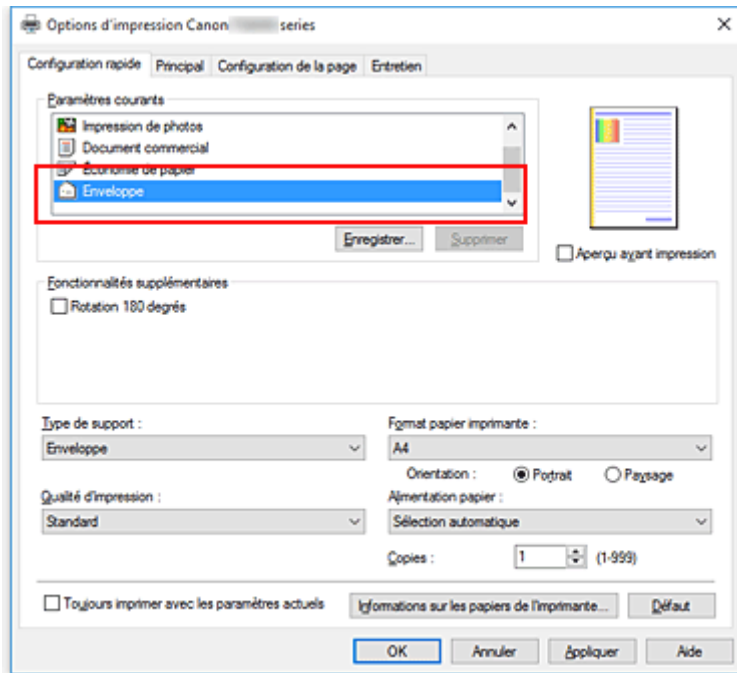 Options d'impression Canon series
Configuration rapide Principal Configuration de la page Entretien
Paramètres courants
Impression de photos
Document commercial
Économie de papier
Enveloppe
Enregistrer... Supprimer
Aperçu avant impression
Fonctionnalités supplémentaires
Rotation 180 degrés
Type de support : Format papier imprimante :
Enveloppe A4
Orientation : Portrait Paysage
Qualité d'impression : Alimentation papier :
Standard Sélection automatique
Copies : 1 (1-999)
Toujours imprimer avec les paramètres actuels Informations sur les papiers de l'imprimante... Défaut
OK Annuler Appliquer Aide